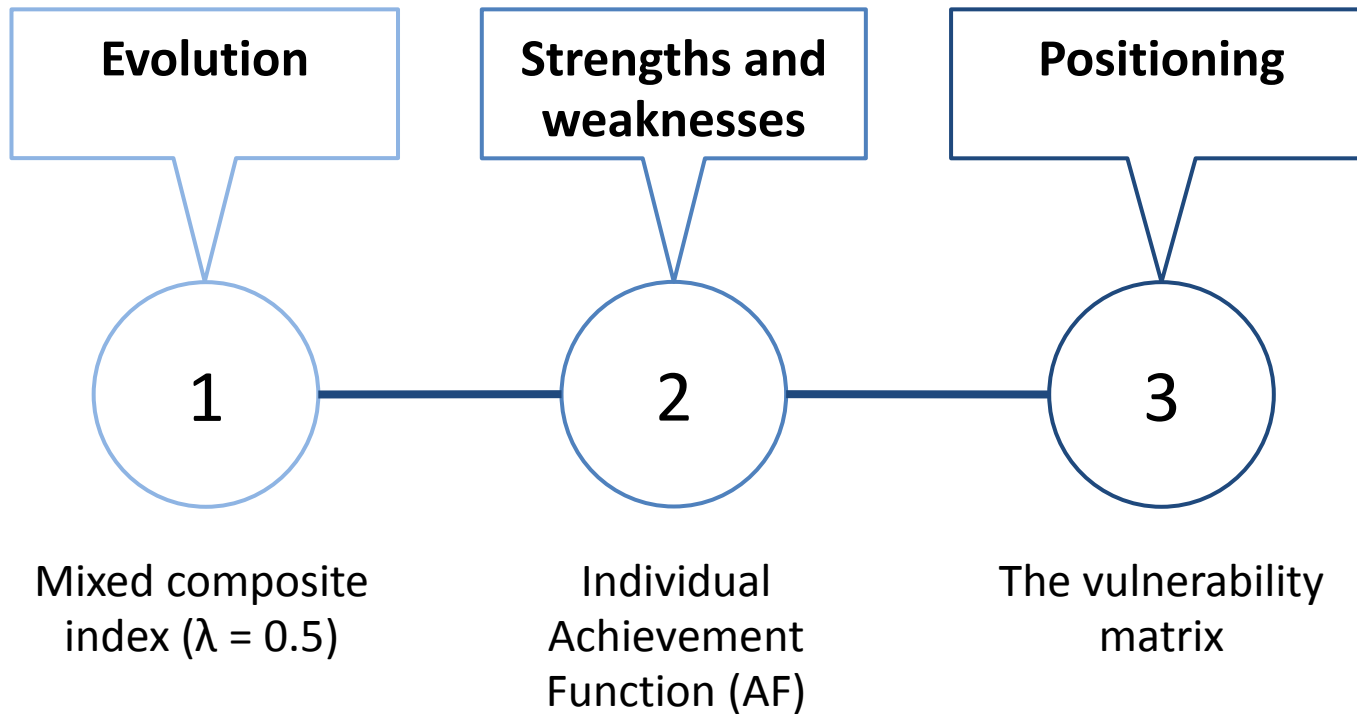 Evolution
Strengths and
weaknesses
Positioning
1
2
3
Mixed composite
index (λ = 0.5)
Individual
Achievement
Function (AF)
The vulnerability
matrix